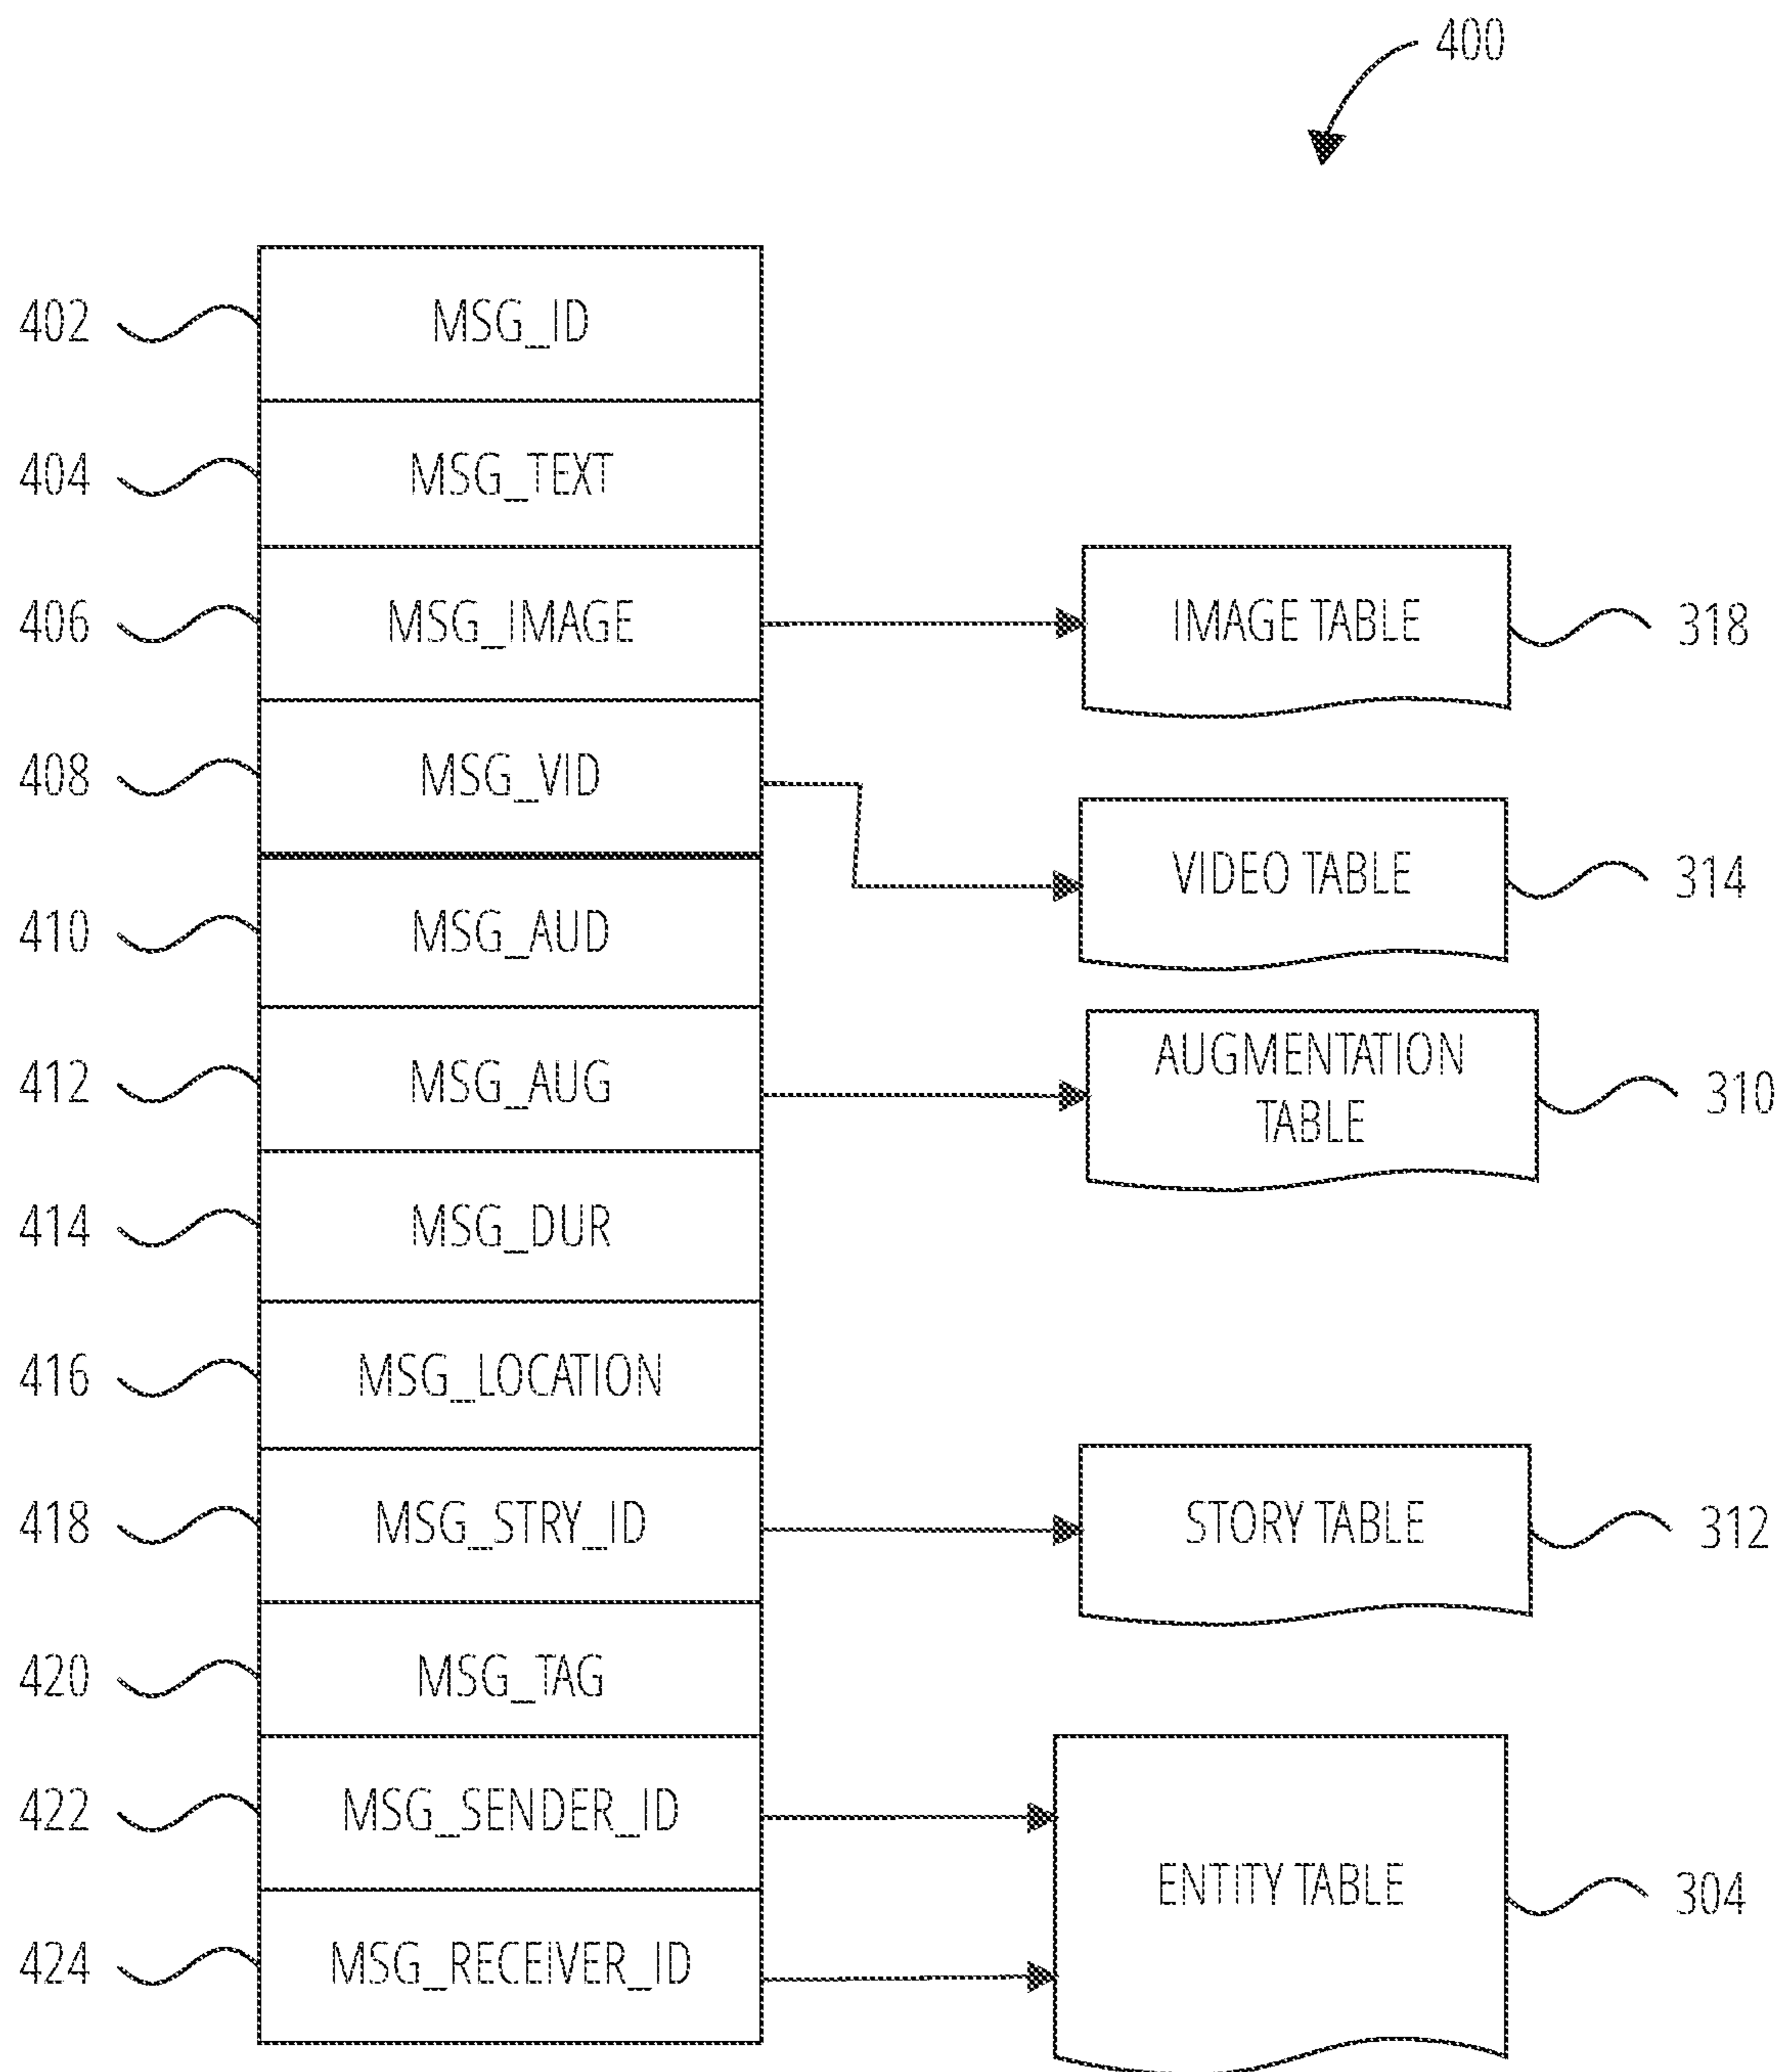 400
402 MSG_ID
404 MSG_TEXT
406 MSG_IMAGE IMAGE TABLE 318
408 MSG_VID VIDEO TABLE 314
410 MSG_AUD
412 MSG_AUG AUGMENTATION
TABLE 310
414 MSG_DUR
416 MSG_LOCATION
418 MSG_STRY_ID STORY TABLE 312
420 MSG_TAG
422 MSG_SENDER_ID
ENTITY TABLE 304
424 MSG_RECEIVER_ID